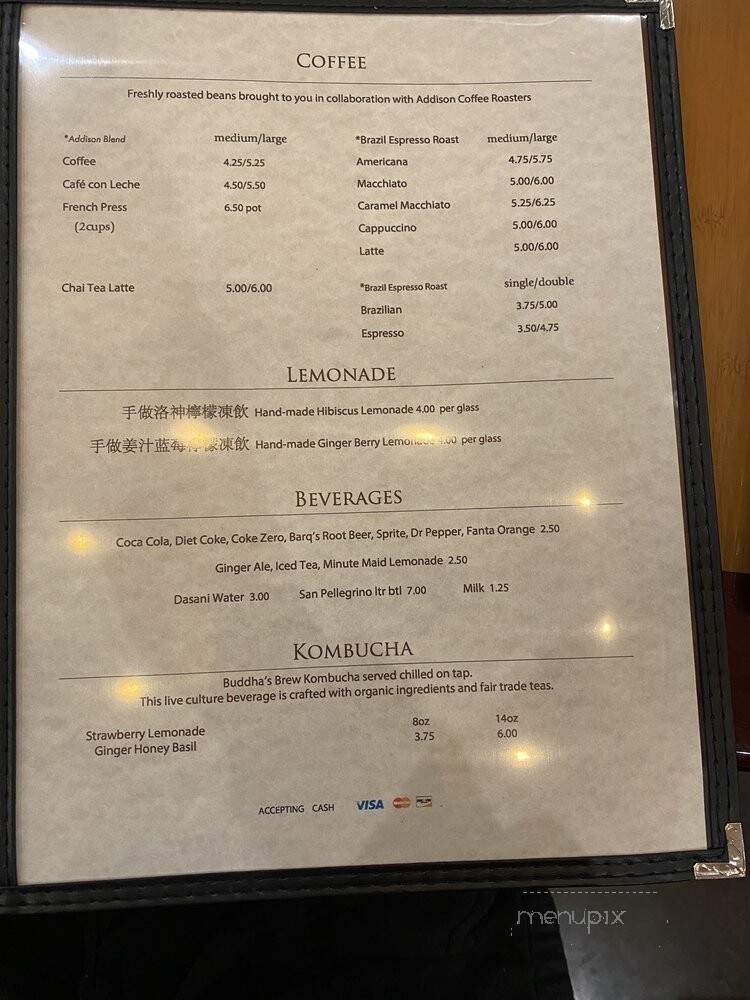 COFFEE
Freshly roasted beans brought to you in collaboration with Addison Coffee Roasters
*Addison Blend medium/large
Coffee 4.25/5.25
Café con Leche 4.50/5.50
French Press 6.50 pot
(2cups)
Chai Tea Latte 5.00/6.00
*Brazil Espresso Roast medium/large
Americana 4.75/5.75
Macchiato 5.00/6.00
Caramel Macchiato 5.25/6.25
Cappuccino 5.00/6.00
Latte 5.00/6.00
*Brazil Espresso Roast single/double
Brazilian 3.75/5.00
Espresso 3.50/4.75
LEMONADE
手做洛神檸檬凍飲 Hand-made Hibiscus Lemonade 4.00 per glass
手做姜汁蓝莓檸檬凍飲 Hand-made Ginger Berry Lemonade 4.00 per glass
BEVERAGES
Coca Cola, Diet Coke, Coke Zero, Barq's Root Beer, Sprite, Dr Pepper, Fanta Orange 2.50
Ginger Ale, Iced Tea, Minute Maid Lemonade 2.50
Dasani Water 3.00 San Pellegrino ltr btl 7.00 Milk 1.25
KOMBUCHA
Buddha's Brew Kombucha served chilled on tap.
This live culture beverage is crafted with organic ingredients and fair trade teas.
8oz 14oz
Strawberry Lemonade 3.75 6.00
Ginger Honey Basil
ACCEPTING CASH VISA
menupix